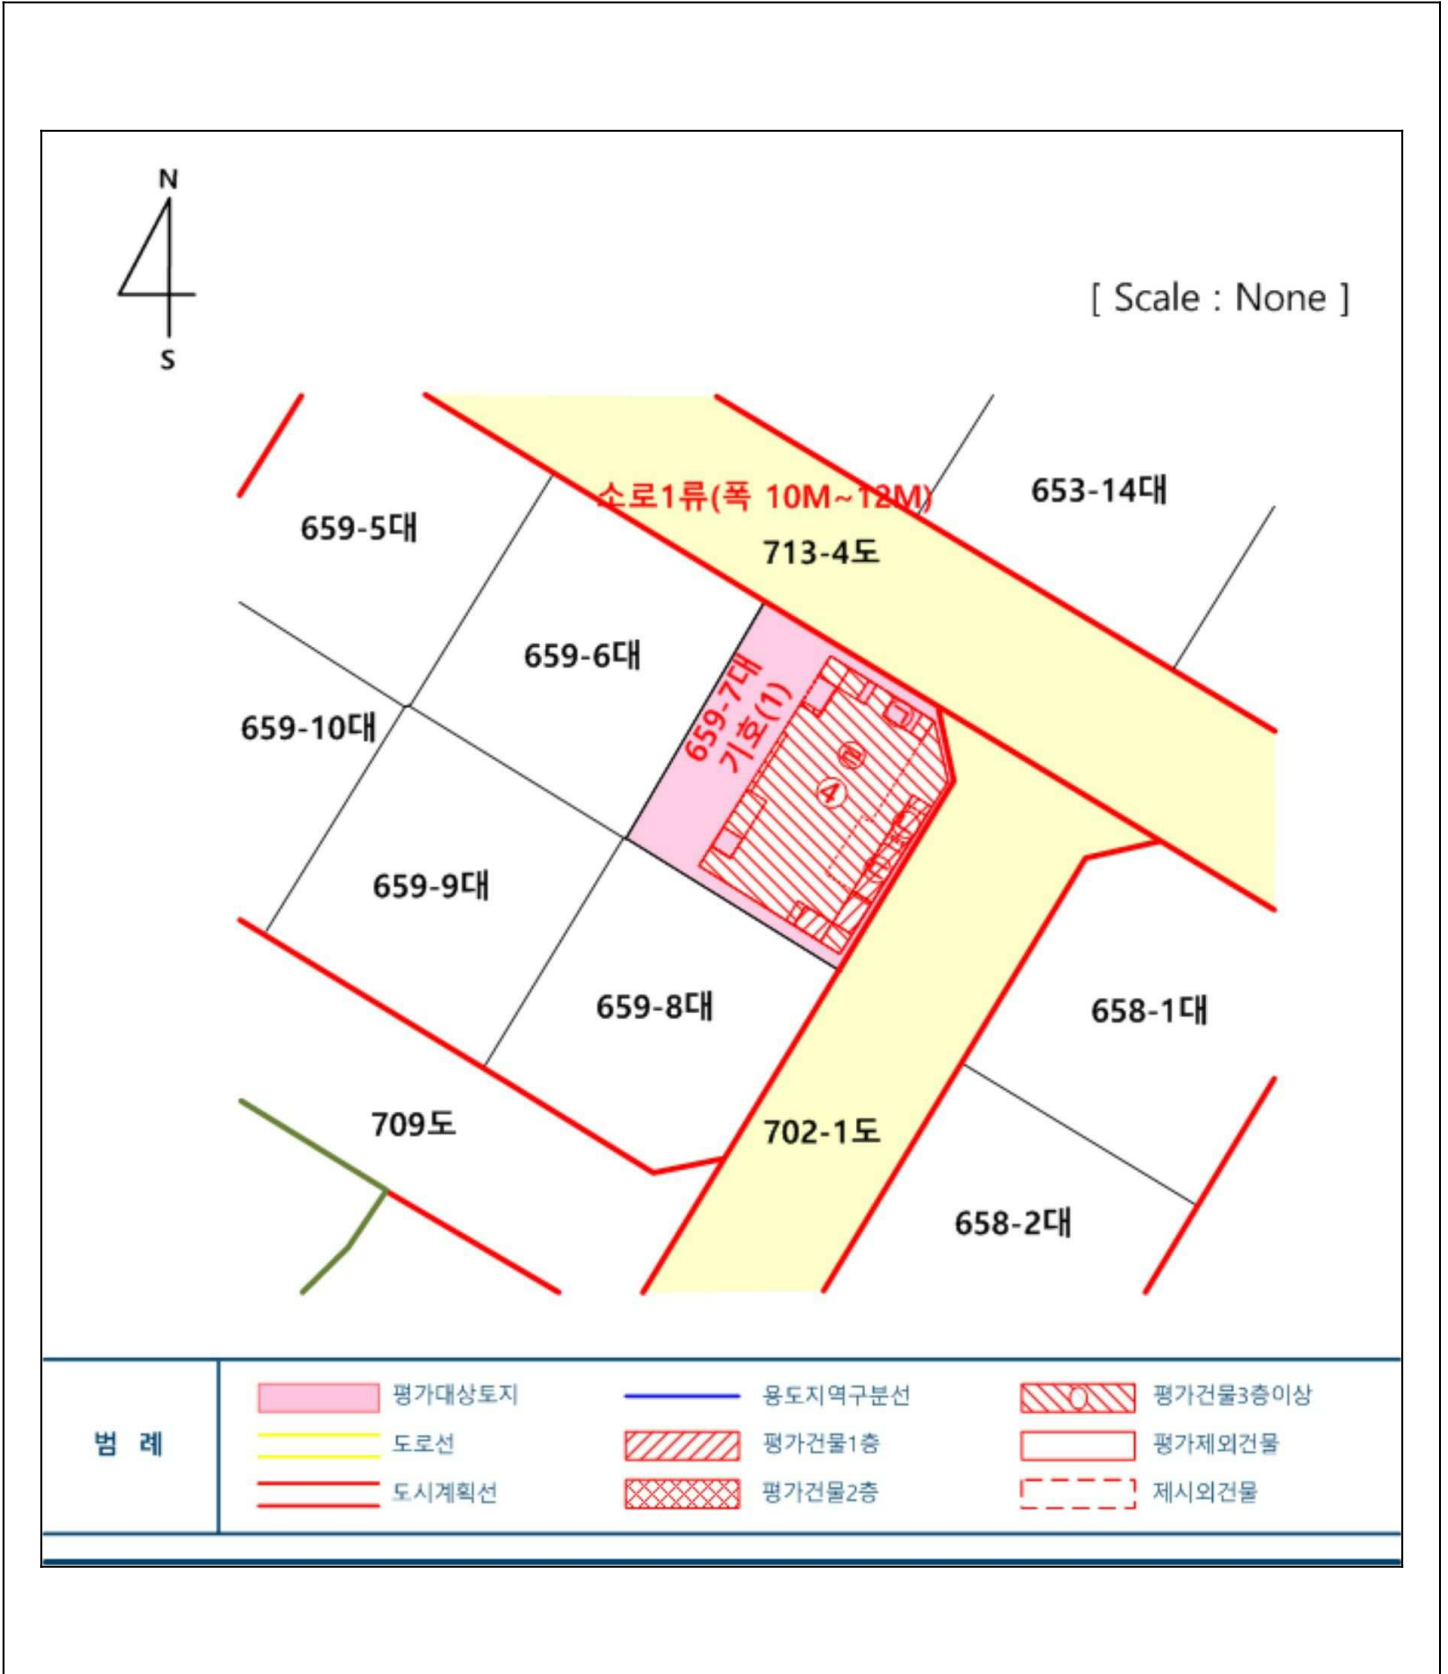 N
S
[ Scale : None ]
소로1류(폭 10M~12M)
653-14대
659-5대
713-4도
659-6대
659-7대
기호(1)
659-10대
4
659-9대
659-8대
658-1대
709도
702-1도
658-2대
범 례
평가대상토지
용도지역구분선
평가건물3층이상
도로선
평가건물1층
평가제외건물
도시계획선
평가건물2층
제시외건물